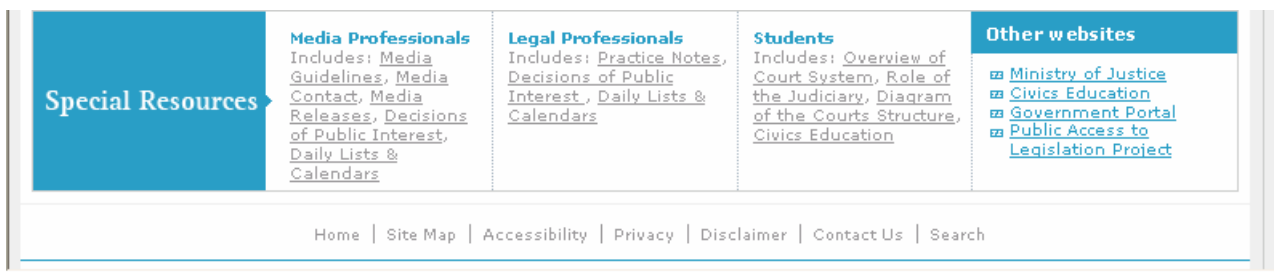 Special Resources
Media Professionals
Includes: Media
Guidelines, Media
Contact, Media
Releases, Decisions
of Public Interest,
Daily Lists &
Calendars
Legal Professionals
Includes: Practice Notes,
Decisions of Public
Interest , Daily Lists &
Calendars
Students
Includes: Overview of
Court System, Role of
the Judiciary, Diagram
of the Courts Structure,
Civics Education
Other websites
Ministry of Justice
Civics Education
Government Portal
Public Access to
Legislation Project
Home | Site Map | Accessibility | Privacy | Disclaimer | Contact Us | Search